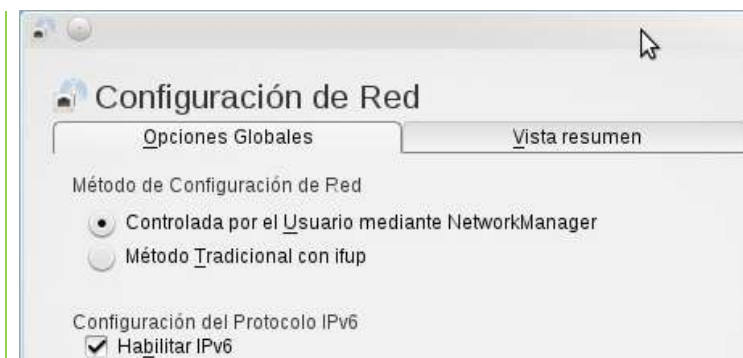 Configuración de Red
Opciones Globales
Vista resumen
Método de Configuración de Red
Controlada por el Usuario mediante NetworkManager
Método Tradicional con ifup
Configuración del Protocolo IPv6
Habilitar IPv6